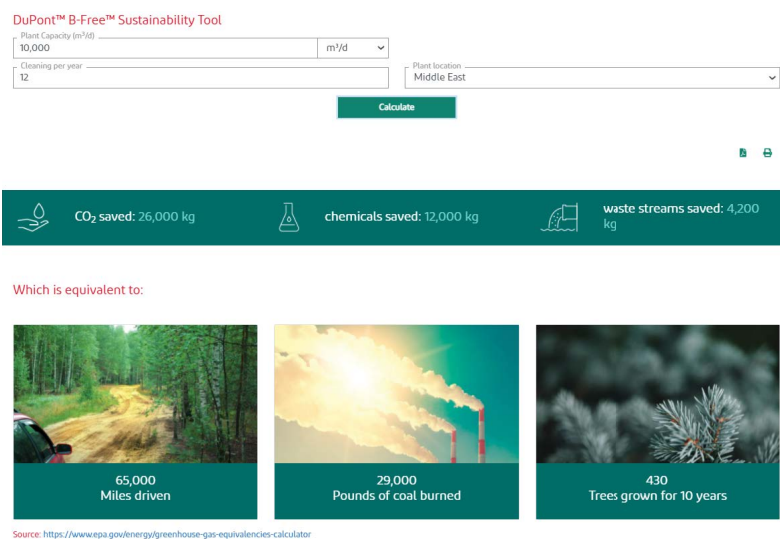 DuPont™ B-Free™ Sustainability Tool
Plant Capacity (m³/d)
10,000
m³/d
Cleaning per year
12
Plant location
Middle East
Calculate
CO₂ saved: 26,000 kg
chemicals saved: 12,000 kg
waste streams saved: 4,200
kg
Which is equivalent to:
65,000
Miles driven
29,000
Pounds of coal burned
430
Trees grown for 10 years
Source: https://www.epa.gov/energy/greenhouse-gas-equivalencies-calculator